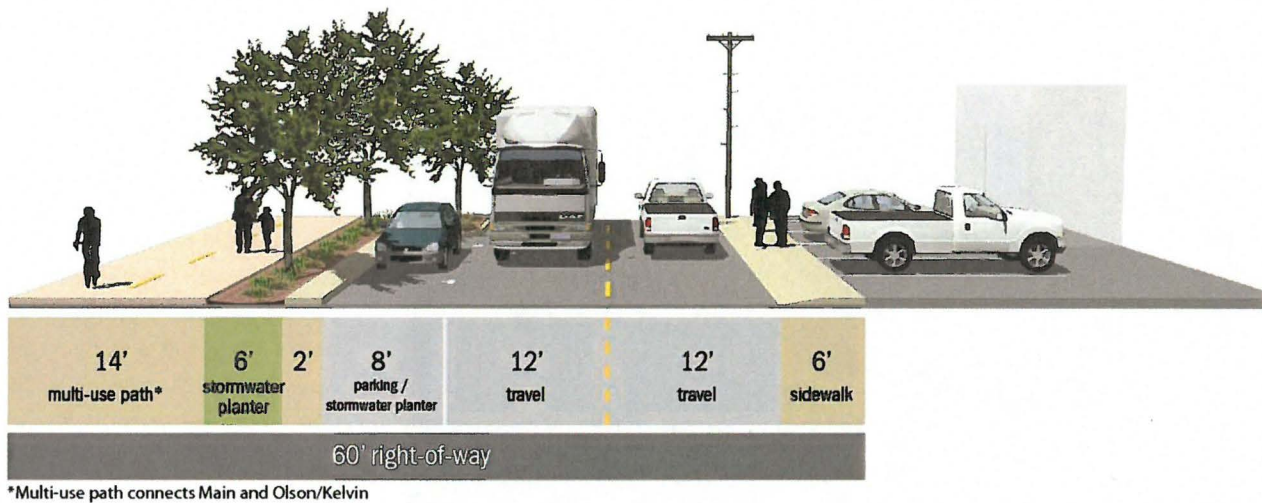 14'
multi-use path*
6'
stormwater
planter
2'
8'
parking /
stormwater planter
12'
travel
12'
travel
6'
sidewalk
60' right-of-way
*Multi-use path connects Main and Olson/Kelvin